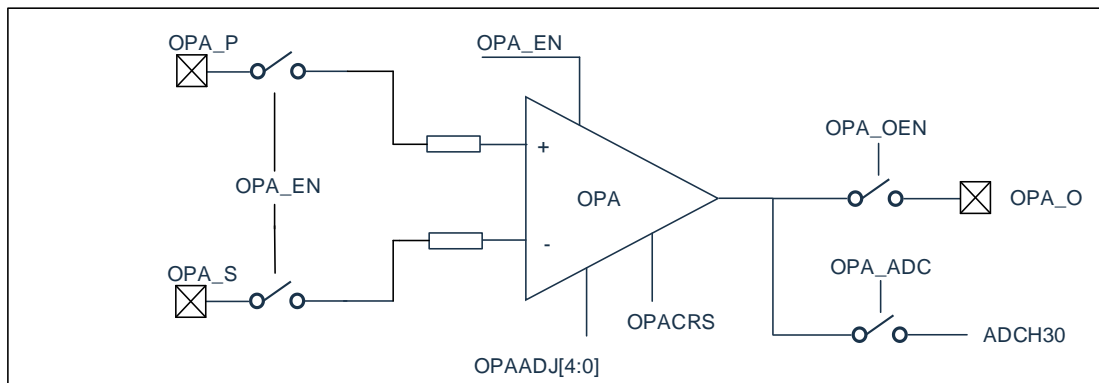 OPA_P
OPA_EN
OPA_OEN
+
OPA_EN
OPA
OPA_O
-
OPA_S
OPA_ADC
OPACRS
ADCH30
OPAADJ[4:0]